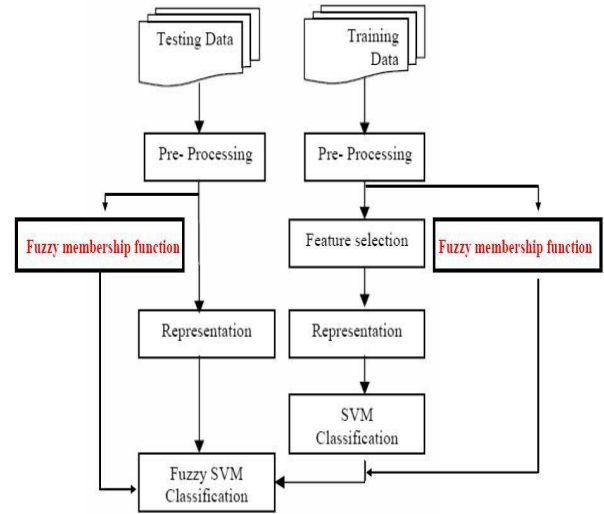 Testing Data
Training
Data
Pre- Processing
Pre- Processing
Fuzzy membership function
Feature selection
Fuzzy membership function
Representation
Representation
SVM
Classification
Fuzzy SVM
Classification